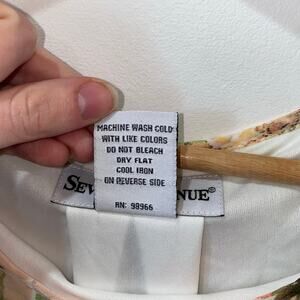 MACHINE WASH COLD
WITH LIKE COLORS
DO NOT BLEACH
DRY FLAT
COOL IRON
ON REVERSE SIDE
RN: 98966